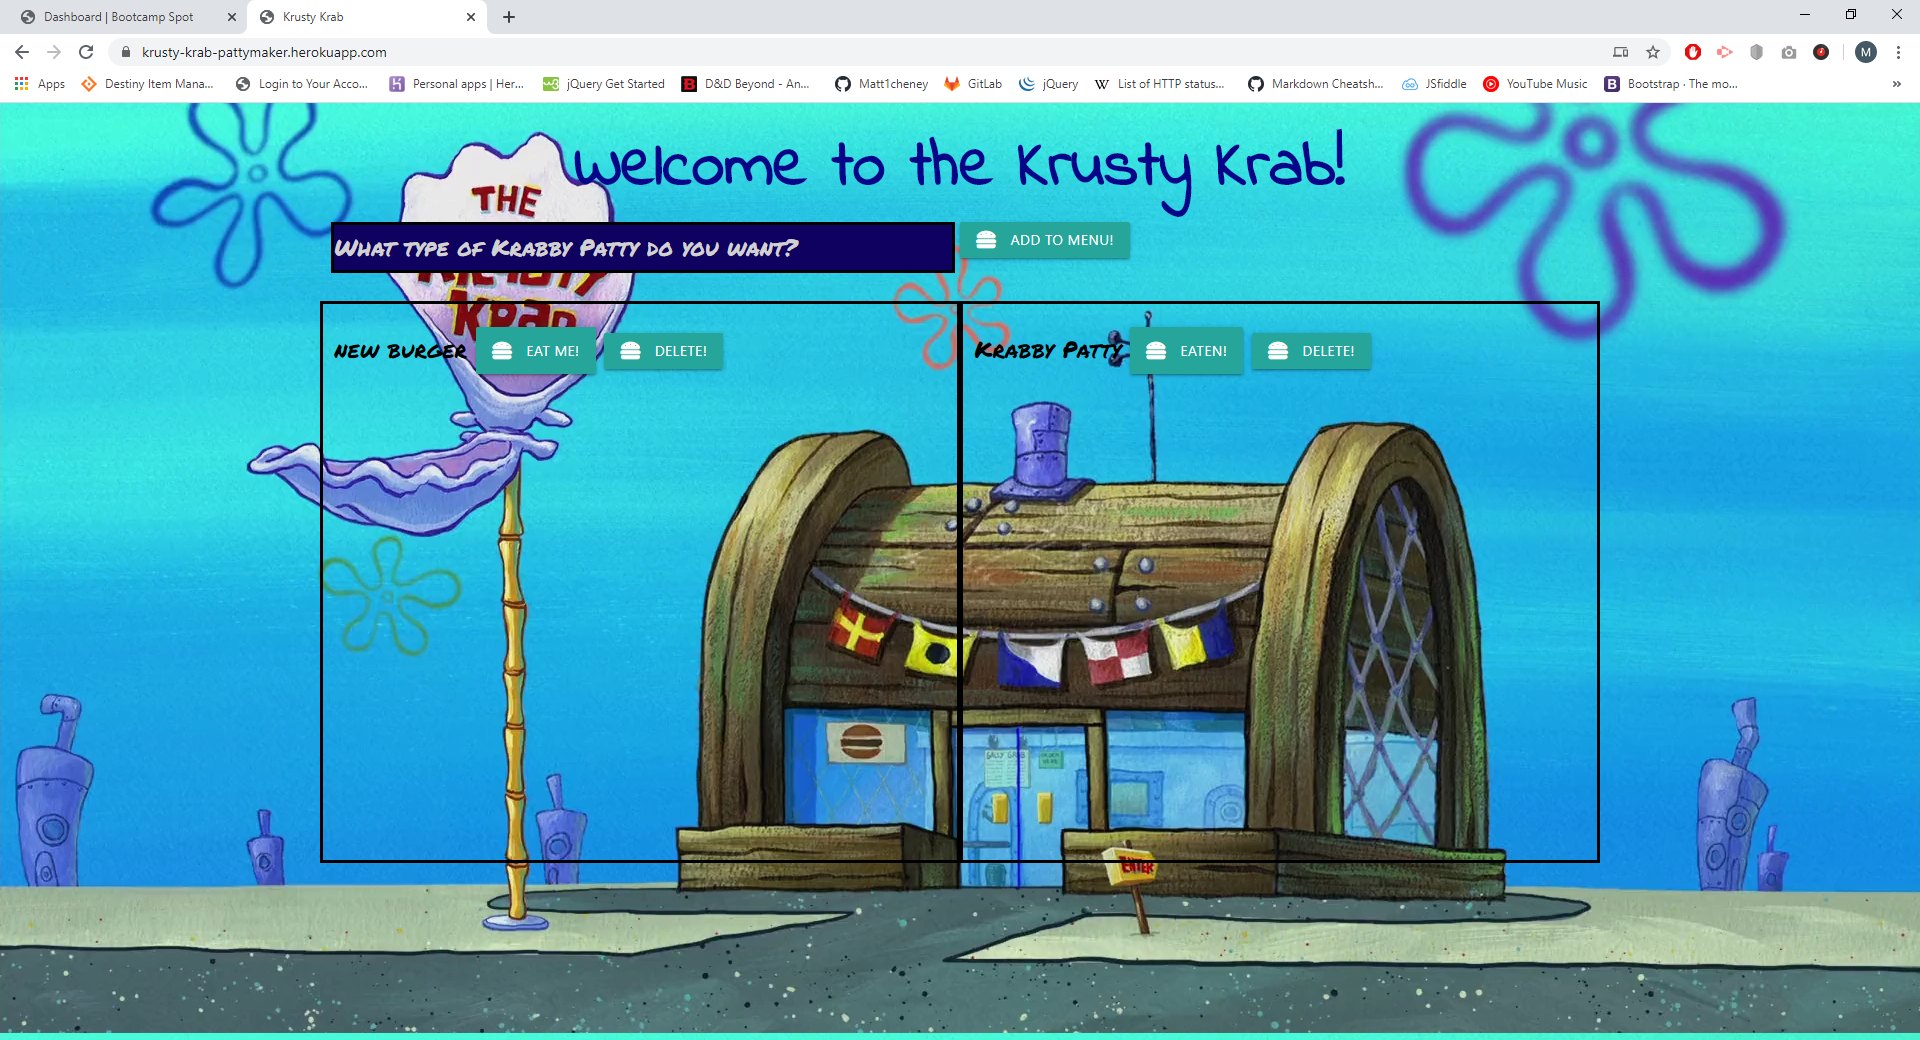 Dashboard | Bootcamp Spot
Krusty Krab
krusty-krab-pattymaker.herokuapp.com
M
Apps
Destiny Item Mana...
Login to Your Acco...
Personal apps | Her...
jQuery Get Started
D&D Beyond - An...
Matt1cheney
GitLab
jQuery
List of HTTP status...
Markdown Cheatsh...
JSfiddle
YouTube Music
Bootstrap · The mo...
»
Welcome to the Krusty Krab!
THE
What type of Krabby Patty do you want?
ADD TO MENU!
KRAB
new burger
EAT ME!
DELETE!
Krabby Patty
EATEN!
DELETE!
ENTER